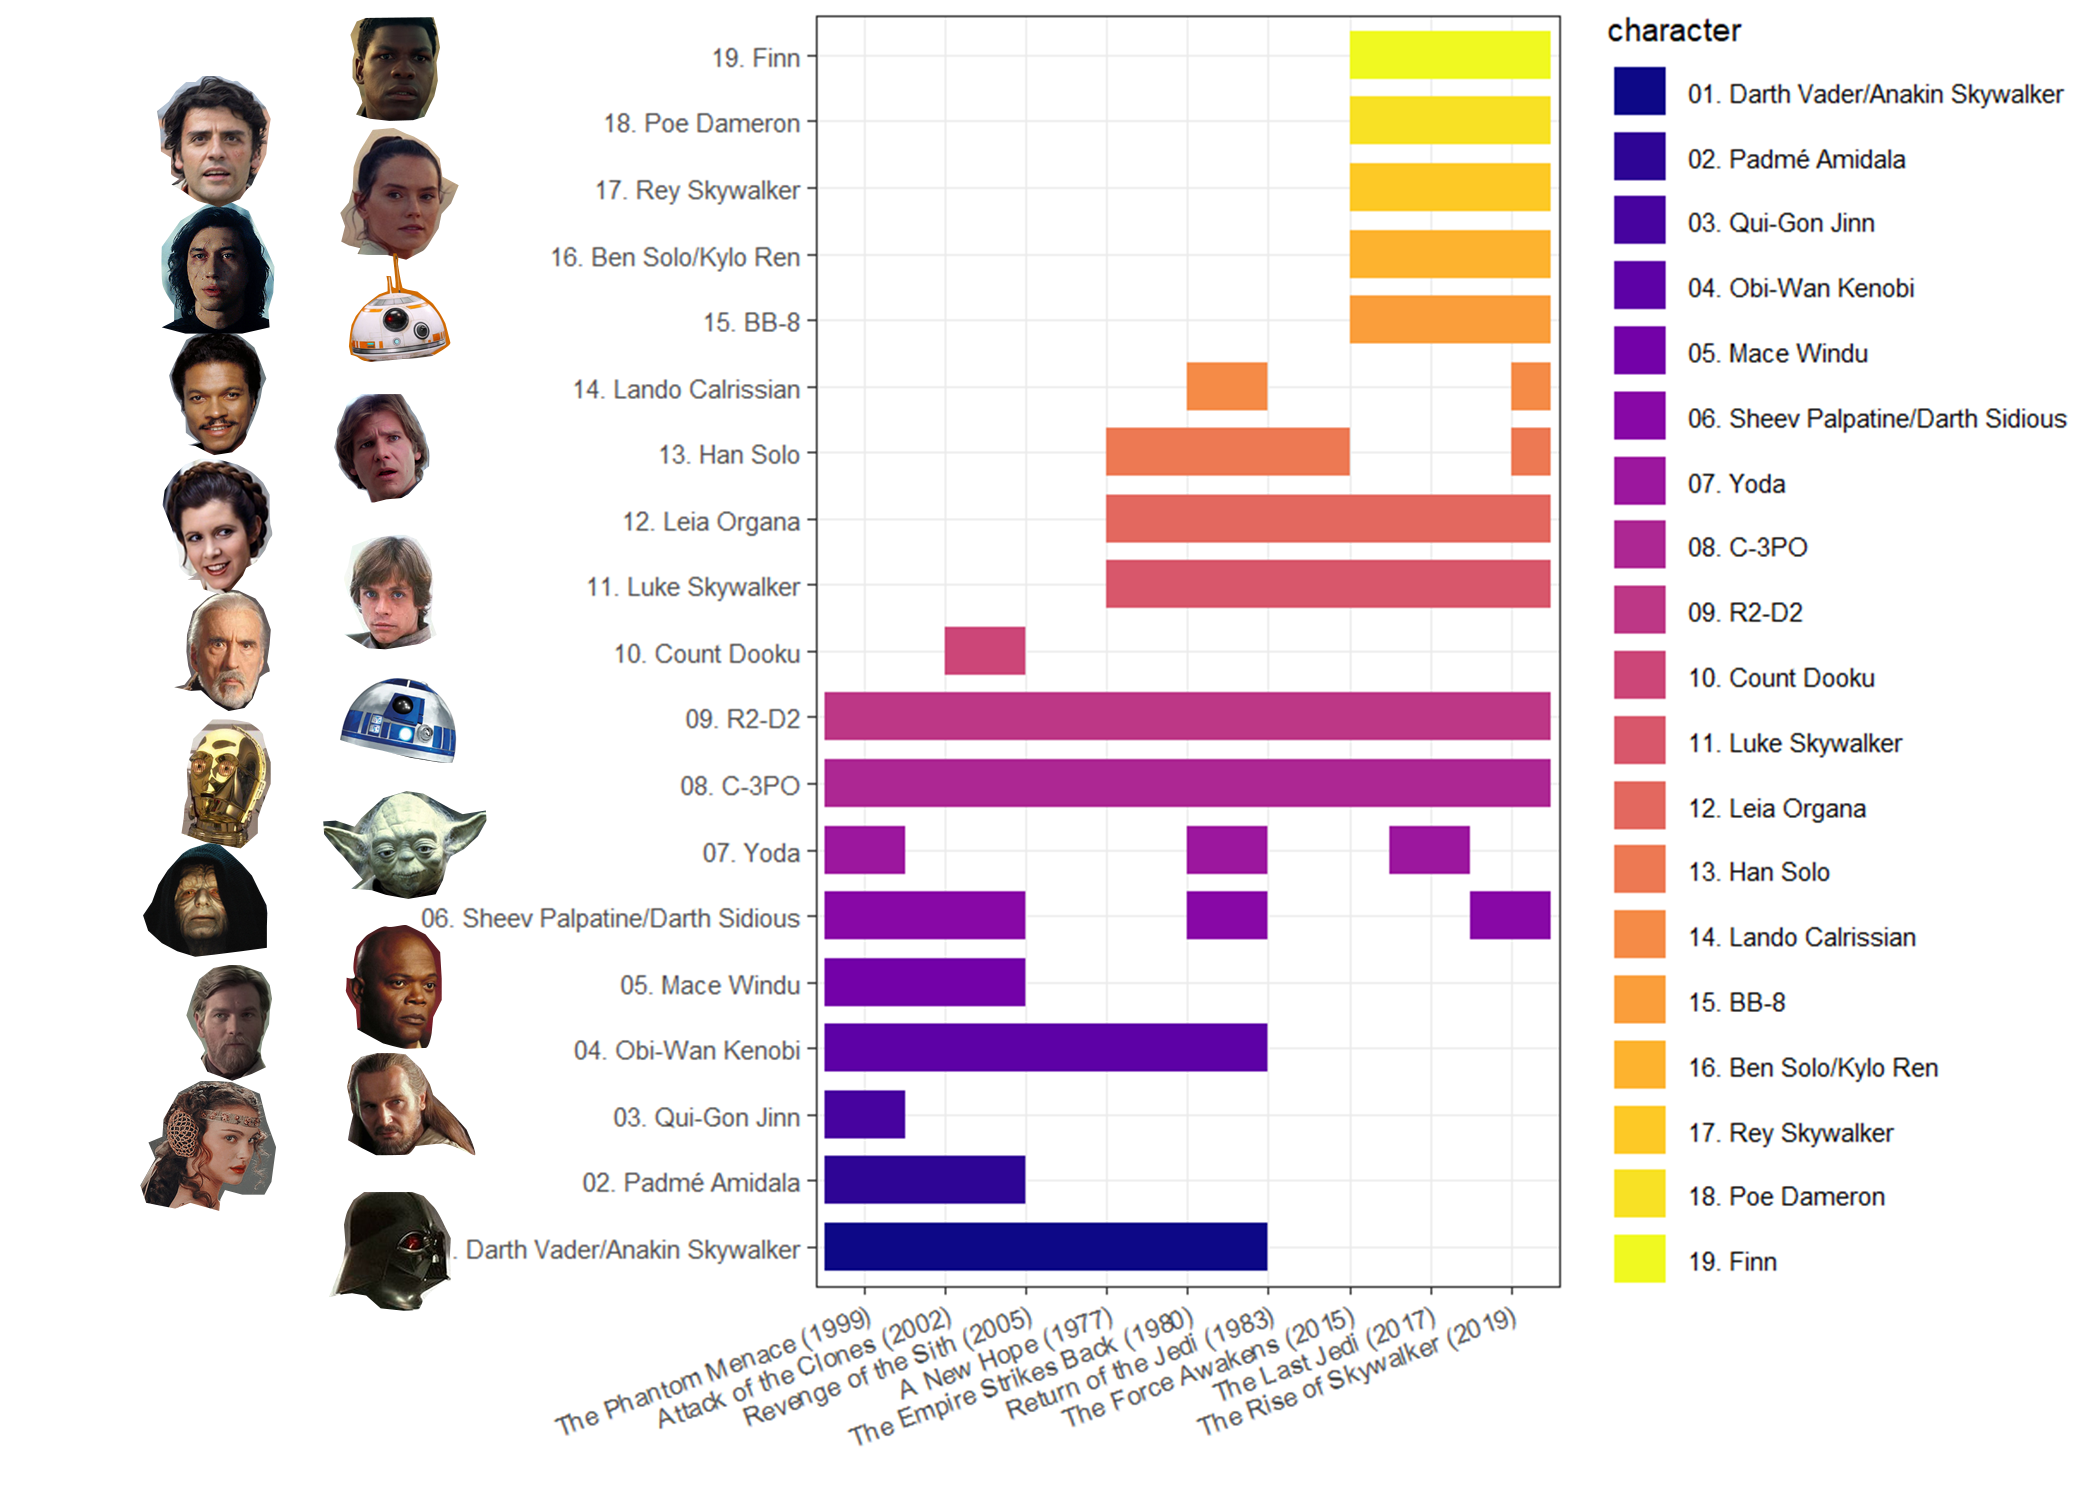 19. Finn
18. Poe Dameron
17. Rey Skywalker
16. Ben Solo/Kylo Ren
15. BB-8
14. Lando Calrissian
13. Han Solo
12. Leia Organa
11. Luke Skywalker
10. Count Dooku
09. R2-D2
08. C-3PO
07. Yoda
06. Sheev Palpatine/Darth Sidious
05. Mace Windu
04. Obi-Wan Kenobi
03. Qui-Gon Jinn
02. Padmé Amidala
. Darth Vader/Anakin Skywalker
The Phantom Menace (1999)
Attack of the Clones (2002)
Revenge of the Sith (2005)
A New Hope (1977)
The Empire Strikes Back (1980)
Return of the Jedi (1983)
The Force Awakens (2015)
The Last Jedi (2017)
The Rise of Skywalker (2019)
character
01. Darth Vader/Anakin Skywalker
02. Padmé Amidala
03. Qui-Gon Jinn
04. Obi-Wan Kenobi
05. Mace Windu
06. Sheev Palpatine/Darth Sidious
07. Yoda
08. C-3PO
09. R2-D2
10. Count Dooku
11. Luke Skywalker
12. Leia Organa
13. Han Solo
14. Lando Calrissian
15. BB-8
16. Ben Solo/Kylo Ren
17. Rey Skywalker
18. Poe Dameron
19. Finn